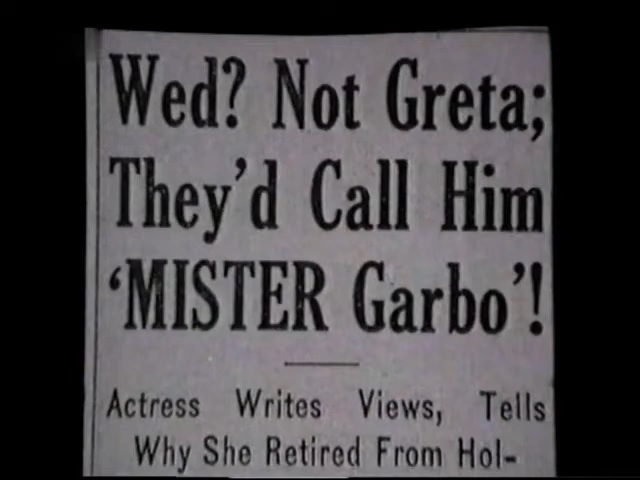 Wed? Not Greta;
They'd Call Him
‘MISTER Garbo’!
Actress Writes Views, Tells
Why She Retired From Hol-